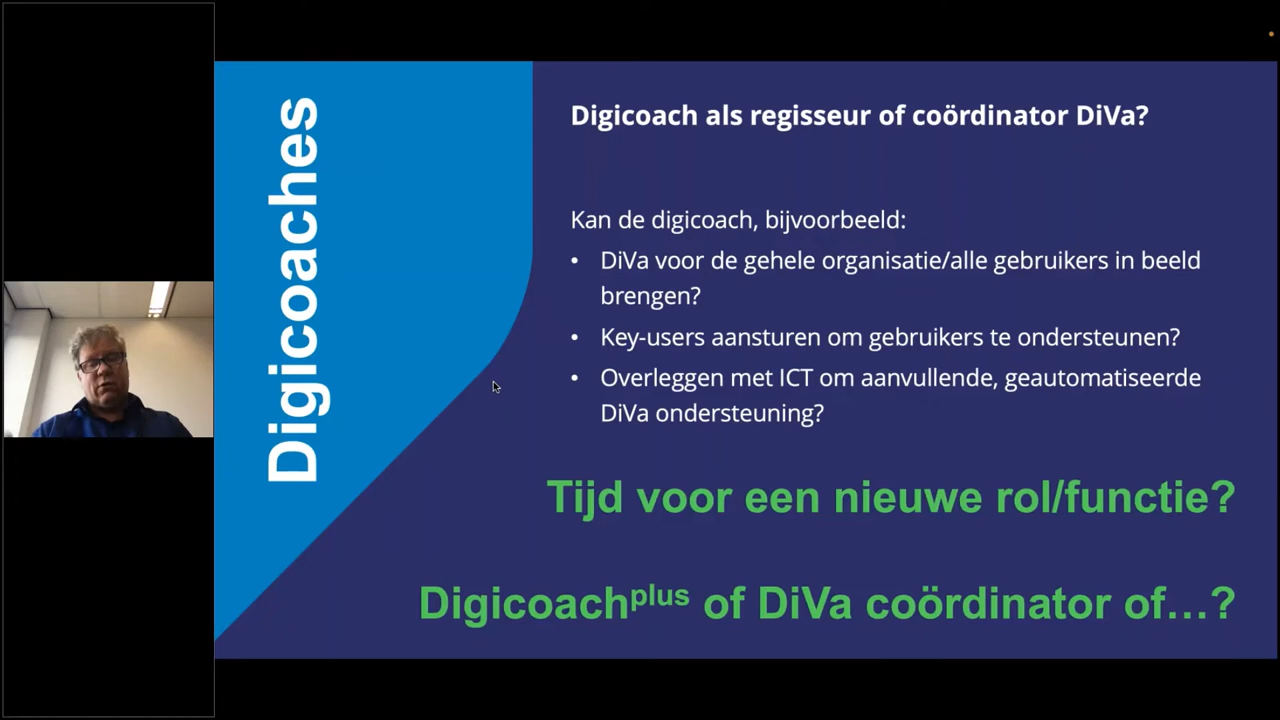 Digicoaches
Digicoach als regisseur of coördinator DiVa?
Kan de digicoach, bijvoorbeeld:
• DiVa voor de gehele organisatie/alle gebruikers in beeld
brengen?
• Key-users aansturen om gebruikers te ondersteunen?
• Overleggen met ICT om aanvullende, geautomatiseerde
DiVa ondersteuning?
Tijd voor een nieuwe rol/functie?
Digicoachplus of DiVa coördinator of...?